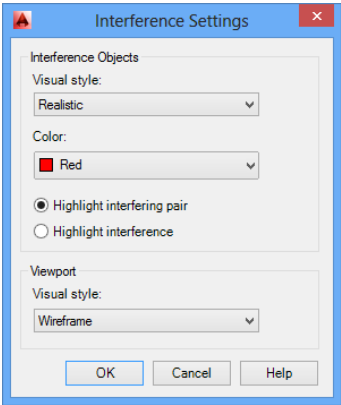 Interference Settings
Interference Objects
Visual style:
Realistic
Color:
Red
Highlight interfering pair
Highlight interference
Viewport
Visual style:
Wireframe
OK Cancel Help